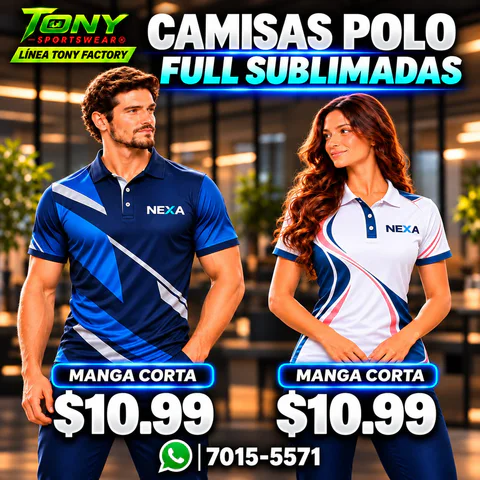 TONY
SPORTSWEAR®
LÍNEA TONY FACTORY
CAMISAS POLO
FULL SUBLIMADAS
NEXA
NEXA
MANGA CORTA
$10.99
MANGA CORTA
$10.99
7015-5571